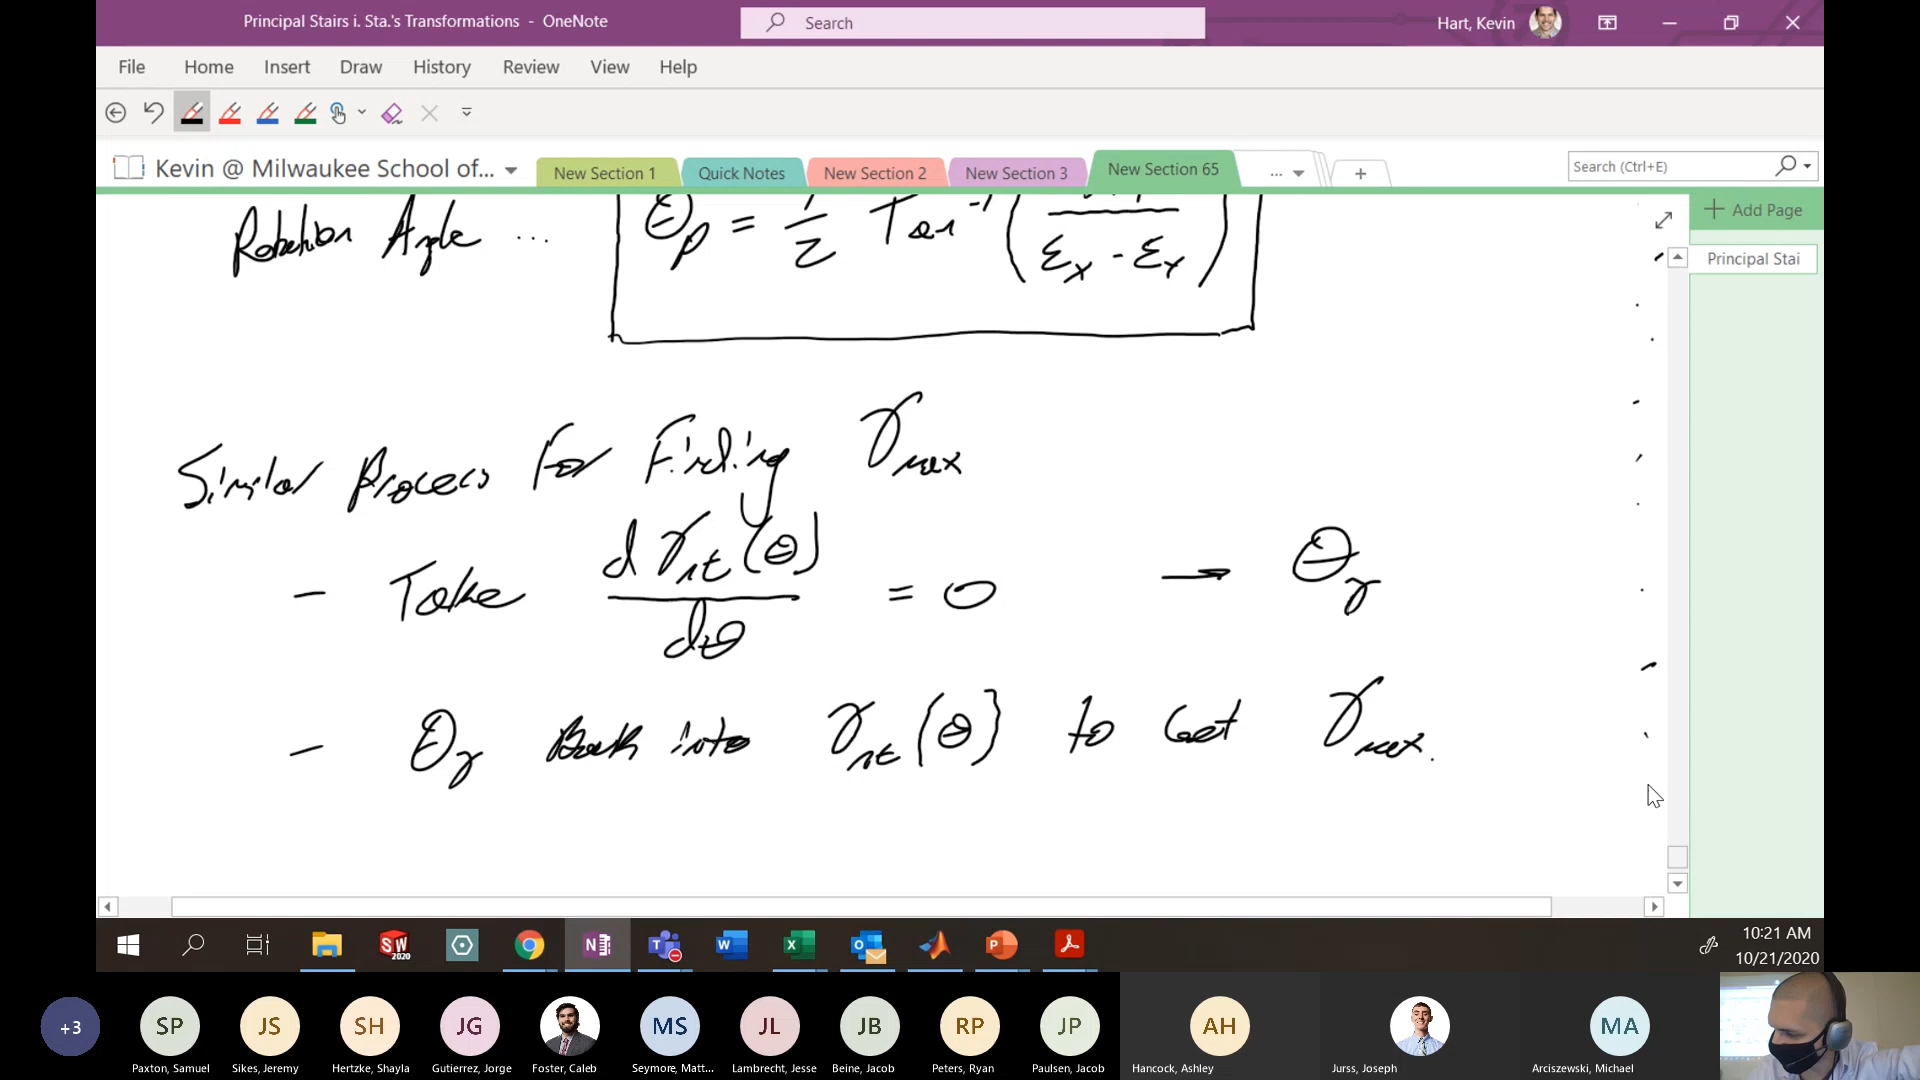 Principal Stairs i. Sta.'s Transformations - OneNote
Search
Hart, Kevin
File Home Insert Draw History Review View Help
Kevin @ Milwaukee School of...
New Section 1
Quick Notes
New Section 2
New Section 3
New Section 65
...
Search (Ctrl+E)
Add Page
Principal Stai
Rotation Angle ... θp = 1/2 Tan⁻¹ ( / εx - εy )
Similar Process For Finding γmax
- Take dγnt(θ)/dθ = 0 → θγ
- θγ Back into γnt(θ) to Get γmax.
SW 2020
10:21 AM
10/21/2020
+3
SP
JS
SH
JG
MS
JL
JB
RP
JP
AH
MA
Paxton, Samuel
Sikes, Jeremy
Hertzke, Shayla
Gutierrez, Jorge
Foster, Caleb
Seymore, Matt...
Lambrecht, Jesse
Beine, Jacob
Peters, Ryan
Paulsen, Jacob
Hancock, Ashley
Jurss, Joseph
Arciszewski, Michael